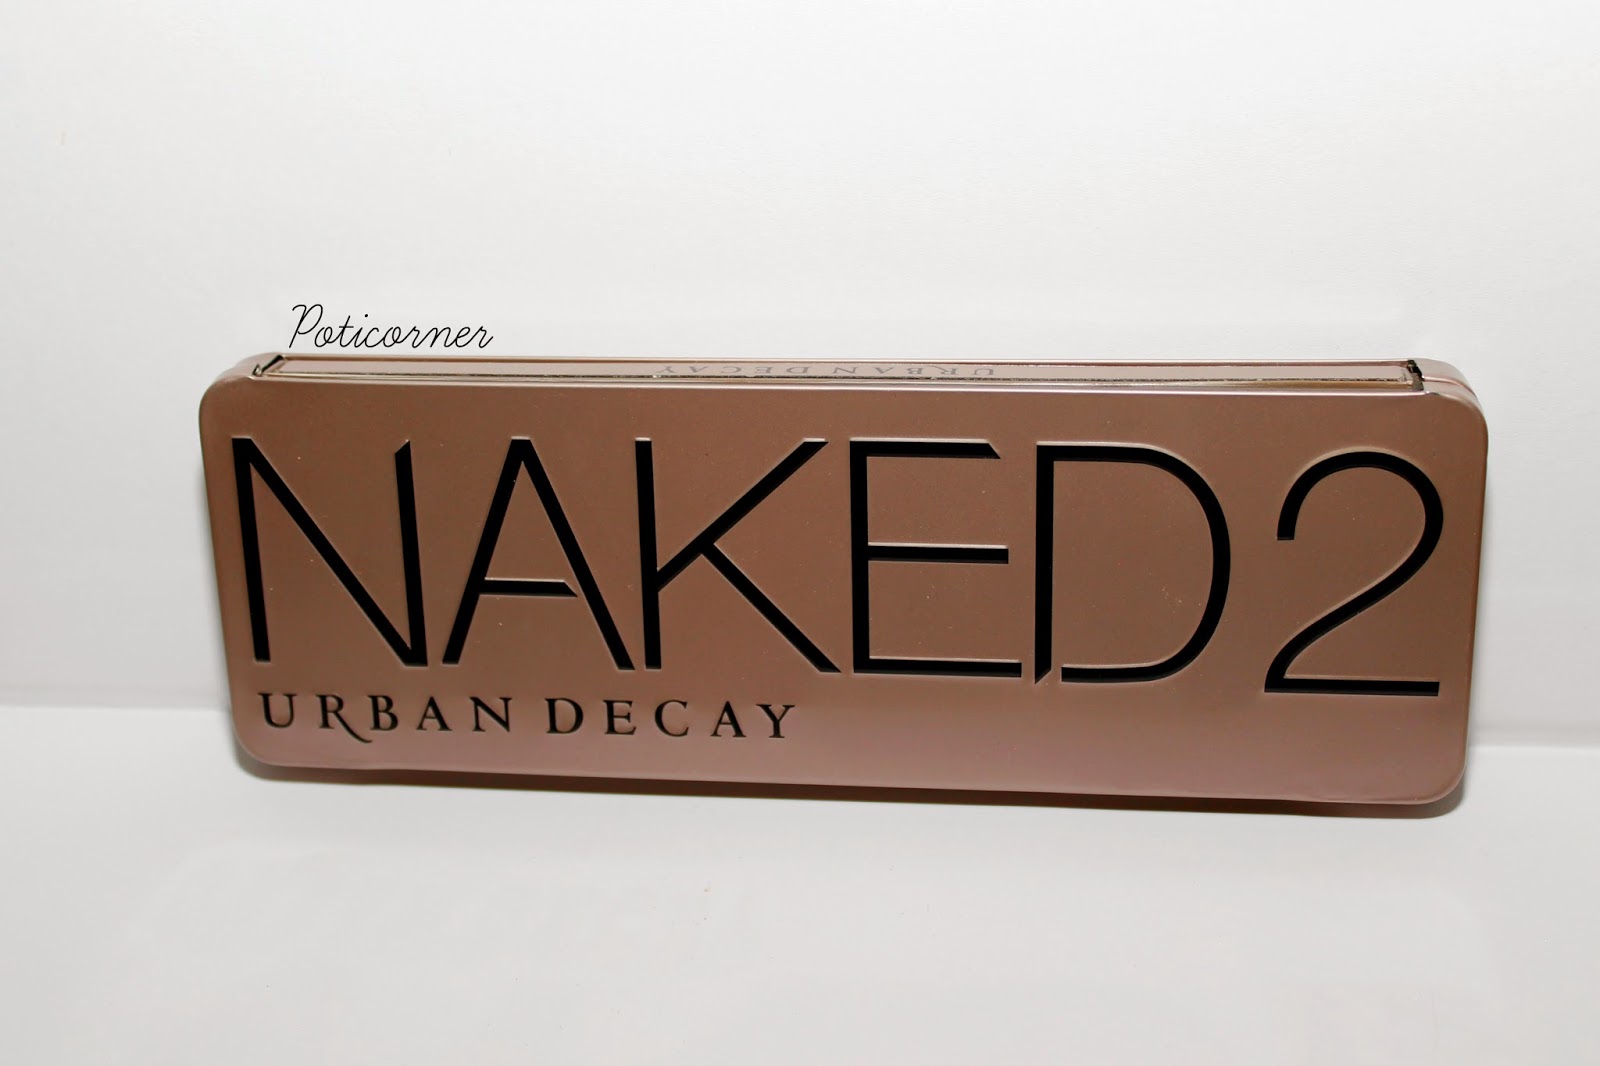 Poticorner
URBAN DECAY
NAKED2
URBAN DECAY